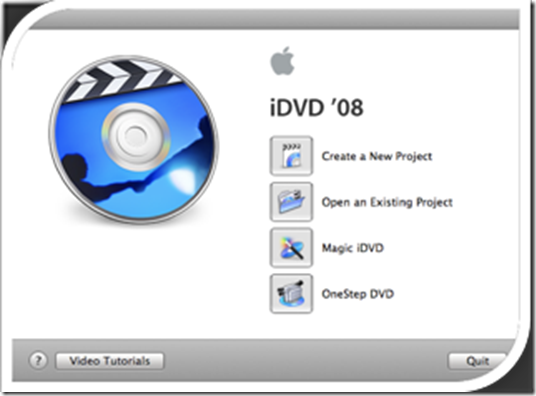 iDVD ’08
Create a New Project
Open an Existing Project
Magic iDVD
OneStep DVD
? Video Tutorials Quit